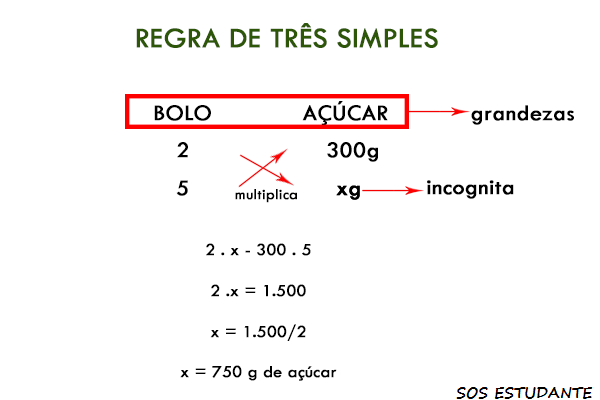 REGRA DE TRÊS SIMPLES
BOLO AÇÚCAR grandezas
2 300g
5 multiplica xg incognita
2 . x - 300 . 5
2 .x = 1.500
x = 1.500/2
x = 750 g de açúcar
SOS ESTUDANTE